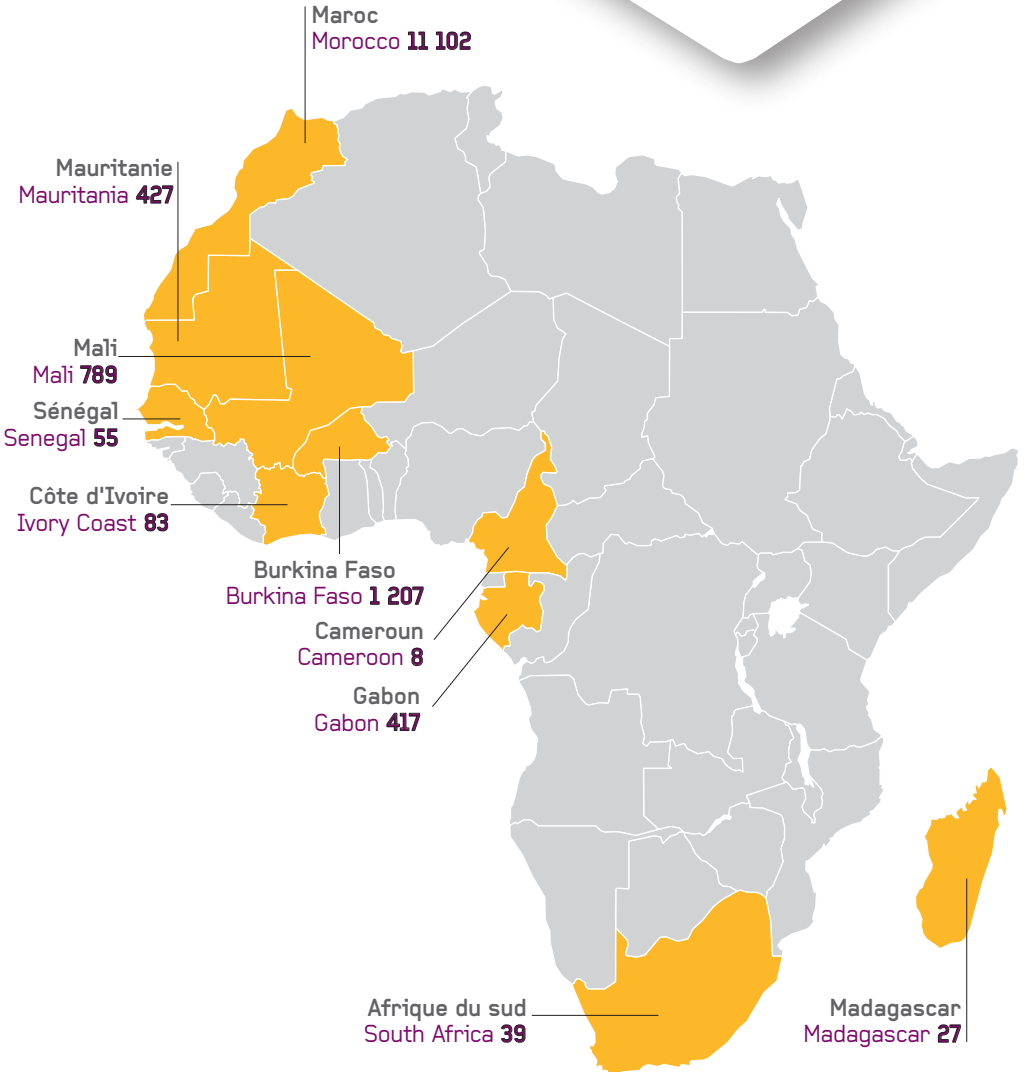 Maroc
Morocco 11 102
Mauritanie
Mauritania 427
Mali
Mali 789
Sénégal
Senegal 55
Côte d'Ivoire
Ivory Coast 83
Burkina Faso
Burkina Faso 1 207
Cameroun
Cameroon 8
Gabon
Gabon 417
Afrique du sud
South Africa 39
Madagascar
Madagascar 27